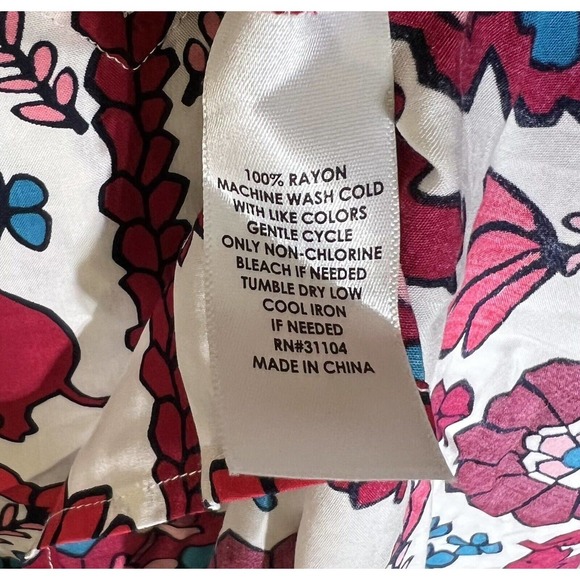 100% RAYON
MACHINE WASH COLD
WITH LIKE COLORS
GENTLE CYCLE
ONLY NON-CHLORINE
BLEACH IF NEEDED
TUMBLE DRY LOW
COOL IRON
IF NEEDED
RN#31104
MADE IN CHINA